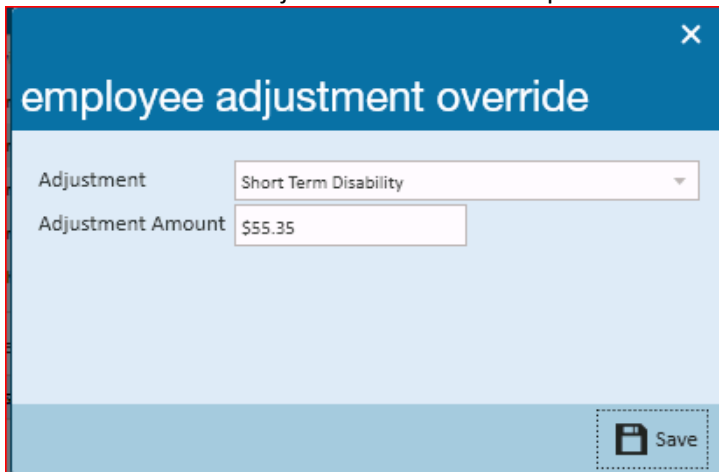 employee adjustment override
Adjustment Short Term Disability
Adjustment Amount $55.35
Save